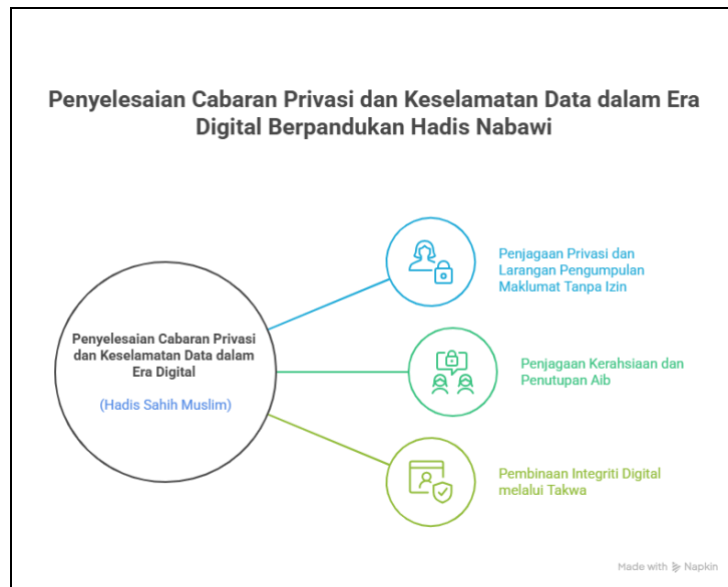 Penyelesaian Cabaran Privasi dan Keselamatan Data dalam Era
Digital Berpandukan Hadis Nabawi
Penyelesaian Cabaran Privasi
dan Keselamatan Data dalam
Era Digital
(Hadis Sahih Muslim)
Penjagaan Privasi dan
Larangan Pengumpulan
Maklumat Tanpa Izin
Penjagaan Kerahsiaan dan
Penutupan Aib
Pembinaan Integriti Digital
melalui Takwa
Made with Napkin